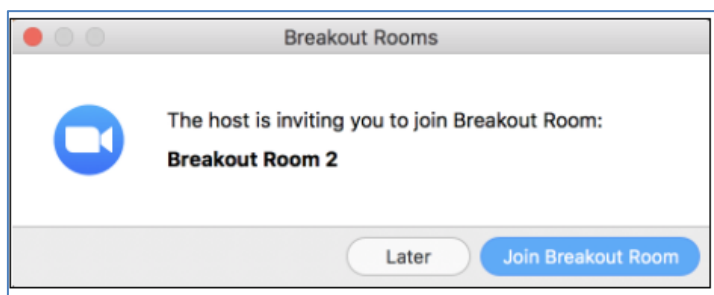 Breakout Rooms
The host is inviting you to join Breakout Room:
Breakout Room 2
Later
Join Breakout Room